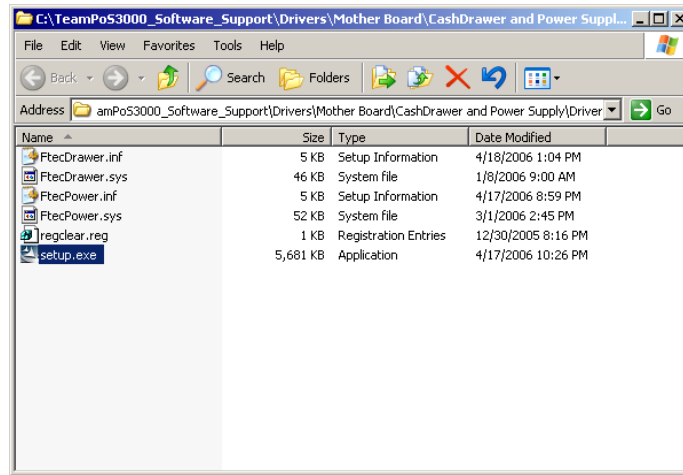 C:\TeamPoS3000_Software_Support\Drivers\Mother Board\CashDrawer and Power Suppl...
File Edit View Favorites Tools Help
Back Search Folders
Address amPoS3000_Software_Support\Drivers\Mother Board\CashDrawer and Power Supply\Driver Go
Name Size Type Date Modified
FtecDrawer.inf 5 KB Setup Information 4/18/2006 1:04 PM
FtecDrawer.sys 46 KB System file 1/8/2006 9:00 AM
FtecPower.inf 5 KB Setup Information 4/17/2006 8:59 PM
FtecPower.sys 52 KB System file 3/1/2006 2:45 PM
regclear.reg 1 KB Registration Entries 12/30/2005 8:16 PM
setup.exe 5,681 KB Application 4/17/2006 10:26 PM